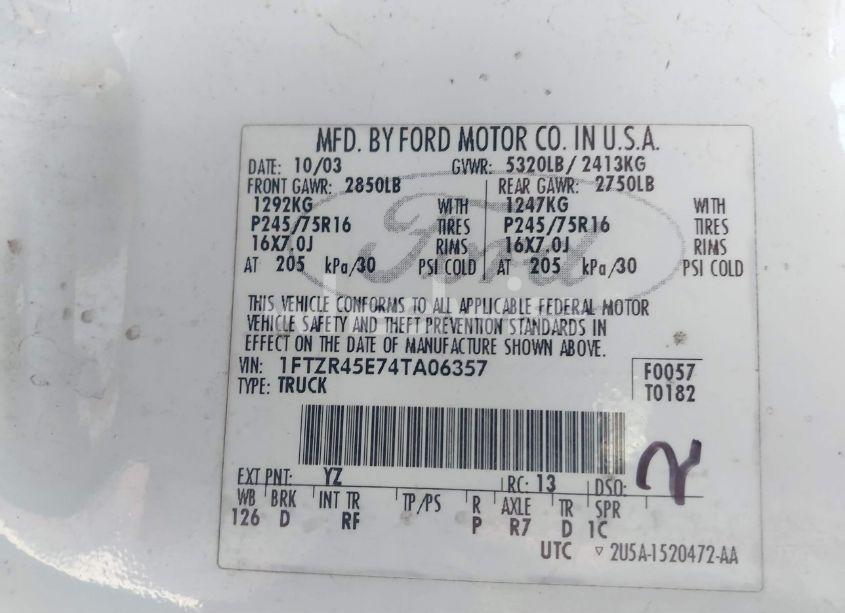 MFD. BY FORD MOTOR CO. IN U.S.A.
DATE: 10/03 GVWR: 5320LB/ 2413KG
FRONT GAWR: 2850LB REAR GAWR: 2750LB
1292KG WITH 1247KG WITH
P245/75R16 TIRES P245/75R16 TIRES
16X7.0J RIMS 16X7.0J RIMS
AT 205 kPa/30 PSI COLD AT 205 kPa/30 PSI COLD
Ford
THIS VEHICLE CONFORMS TO ALL APPLICABLE FEDERAL MOTOR
VEHICLE SAFETY AND THEFT PREVENTION STANDARDS IN
EFFECT ON THE DATE OF MANUFACTURE SHOWN ABOVE.
VIN: 1FTZR45E74TA06357 F0057
TYPE: TRUCK T0182
EXT PNT: YZ RC: 13 DSO:
WB BRK INT TR TP/PS R AXLE TR SPR
126 D RF P R7 D 1C
UTC ▽ 2U5A-1520472-AA